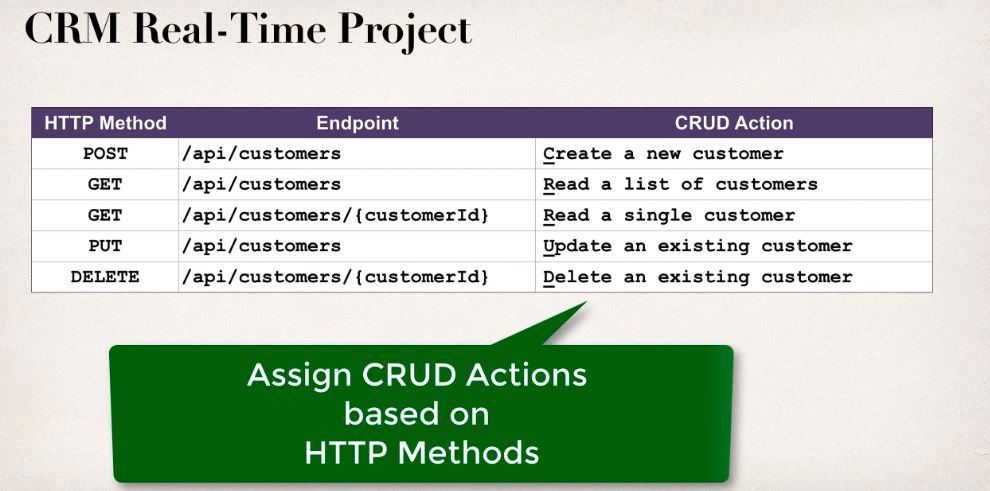 CRM Real-Time Project
HTTP Method Endpoint CRUD Action
POST /api/customers Create a new customer
GET /api/customers Read a list of customers
GET /api/customers/{customerId} Read a single customer
PUT /api/customers Update an existing customer
DELETE /api/customers/{customerId} Delete an existing customer
Assign CRUD Actions
based on
HTTP Methods